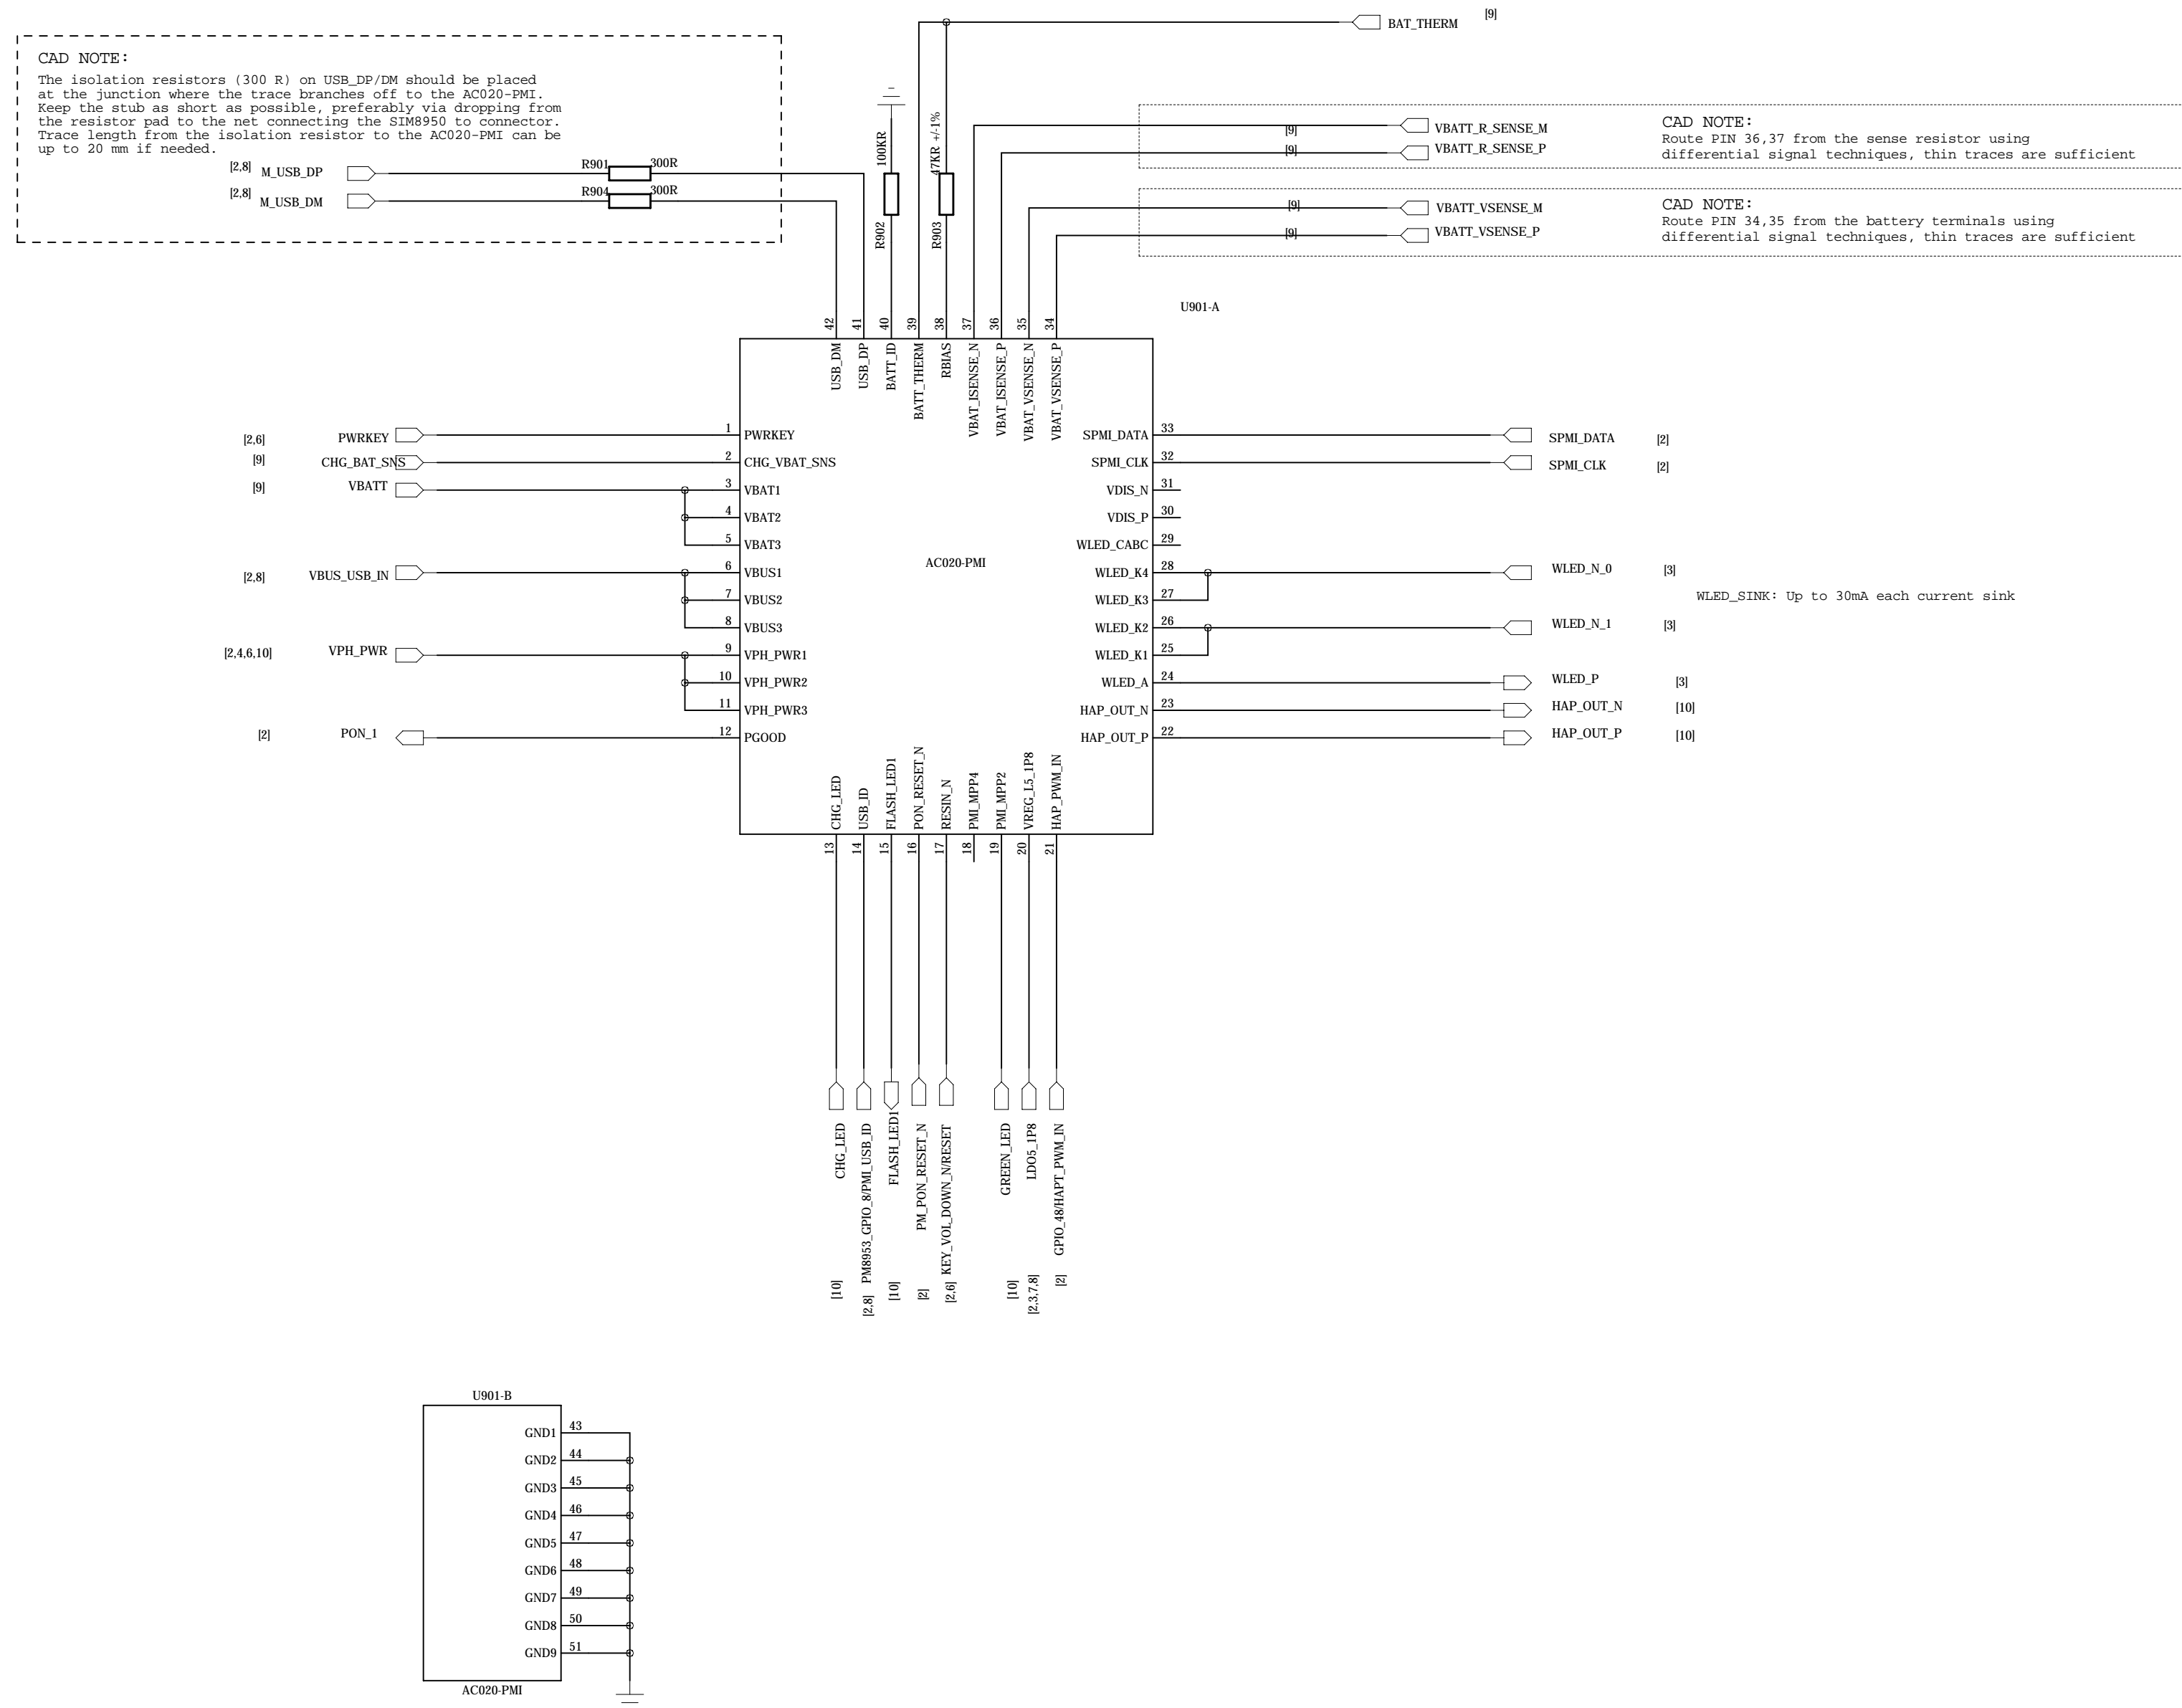 BAT_THERM [9]
CAD NOTE:
The isolation resistors (300 R) on USB_DP/DM should be placed
at the junction where the trace branches off to the AC020-PMI.
Keep the stub as short as possible, preferably via dropping from
the resistor pad to the net connecting the SIM8950 to connector.
Trace length from the isolation resistor to the AC020-PMI can be
up to 20 mm if needed.
[2,8] M_USB_DP R901 300R
[2,8] M_USB_DM R904 300R
100KR
R902
47KR +/-1%
R903
[9] VBATT_R_SENSE_M
[9] VBATT_R_SENSE_P
CAD NOTE:
Route PIN 36,37 from the sense resistor using
differential signal techniques, thin traces are sufficient
[9] VBATT_VSENSE_M
[9] VBATT_VSENSE_P
CAD NOTE:
Route PIN 34,35 from the battery terminals using
differential signal techniques, thin traces are sufficient
U901-A
42 USB_DM
41 USB_DP
40 BATT_ID
39 BATT_THERM
38 RBIAS
37 VBAT_ISENSE_N
36 VBAT_ISENSE_P
35 VBAT_VSENSE_N
34 VBAT_VSENSE_P
[2,6] PWRKEY 1 PWRKEY
[9] CHG_BAT_SNS 2 CHG_VBAT_SNS
[9] VBATT 3 VBAT1
4 VBAT2
5 VBAT3
[2,8] VBUS_USB_IN 6 VBUS1
7 VBUS2
8 VBUS3
[2,4,6,10] VPH_PWR 9 VPH_PWR1
10 VPH_PWR2
11 VPH_PWR3
[2] PON_1 12 PGOOD
AC020-PMI
SPMI_DATA 33 SPMI_DATA [2]
SPMI_CLK 32 SPMI_CLK [2]
VDIS_N 31
VDIS_P 30
WLED_CABC 29
WLED_K4 28 WLED_N_0 [3]
WLED_K3 27
WLED_SINK: Up to 30mA each current sink
WLED_K2 26 WLED_N_1 [3]
WLED_K1 25
WLED_A 24 WLED_P [3]
HAP_OUT_N 23 HAP_OUT_N [10]
HAP_OUT_P 22 HAP_OUT_P [10]
CHG_LED 13 CHG_LED [10]
USB_ID 14 PM8953_GPIO_8/PMI_USB_ID [2,8]
FLASH_LED1 15 FLASH_LED1 [10]
PON_RESET_N 16 PM_PON_RESET_N [2]
RESIN_N 17 KEY_VOL_DOWN_N/RESET [2,6]
PMI_MPP4 18
PMI_MPP2 19 GREEN_LED [10]
VREG_L5_1P8 20 LDO5_1P8 [2,3,7,8]
HAP_PWM_IN 21 GPIO_48/HAPT_PWM_IN [2]
U901-B
GND1 43
GND2 44
GND3 45
GND4 46
GND5 47
GND6 48
GND7 49
GND8 50
GND9 51
AC020-PMI